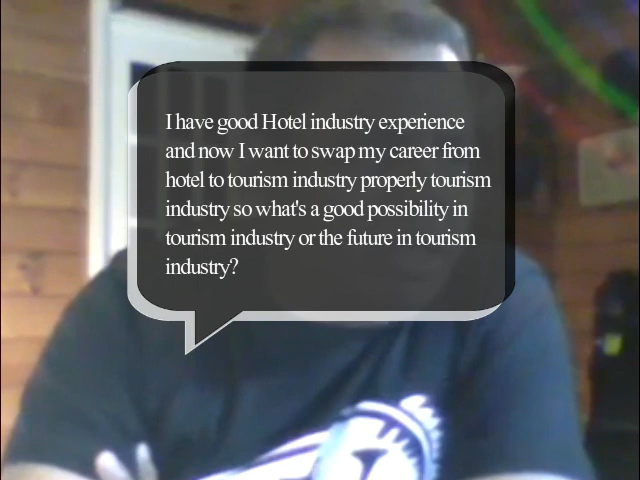 I have good Hotel industry experience
and now I want to swap my career from
hotel to tourism industry properly tourism
industry so what's a good possibility in
tourism industry or the future in tourism
industry?